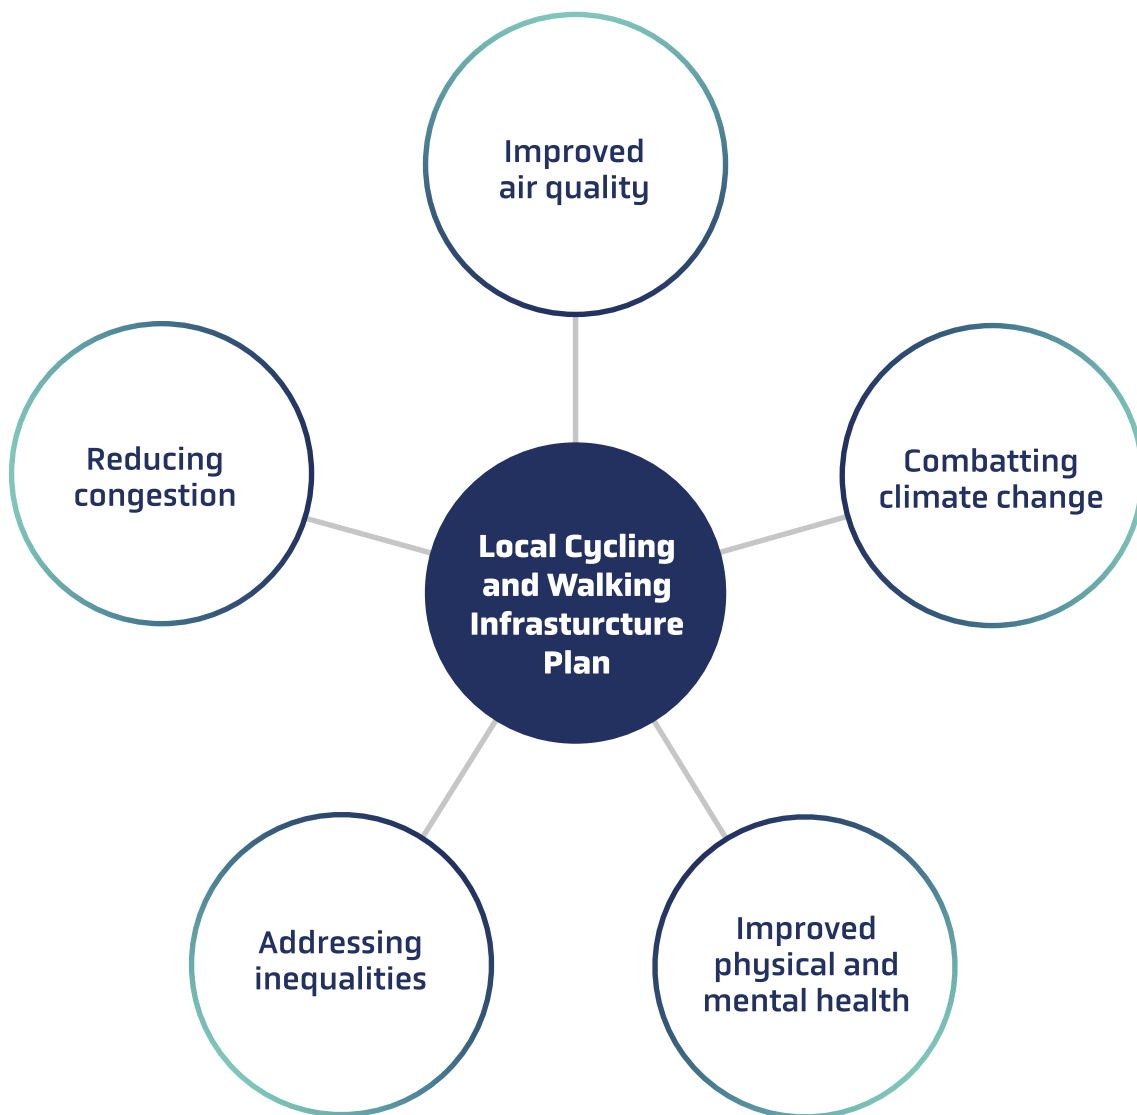 Improved
air quality
Reducing
congestion
Combatting
climate change
Local Cycling
and Walking
Infrasturcture
Plan
Addressing
inequalities
Improved
physical and
mental health